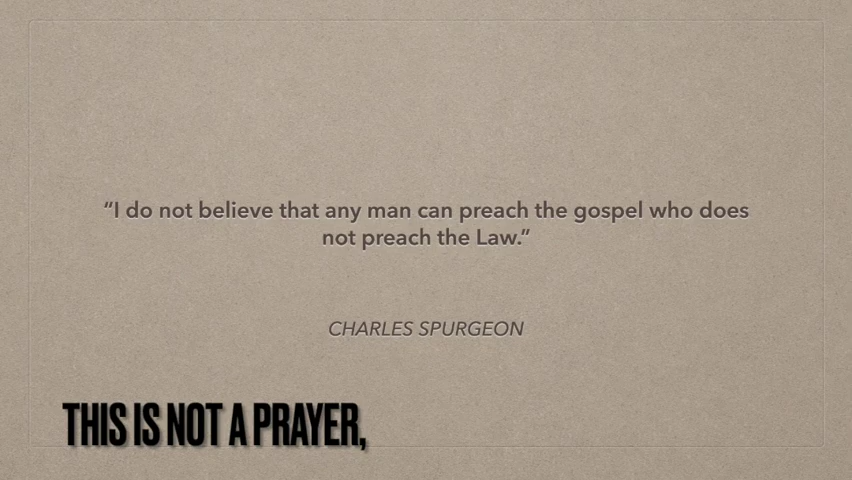 “I do not believe that any man can preach the gospel who does
not preach the Law.”
CHARLES SPURGEON
THIS IS NOT A PRAYER,